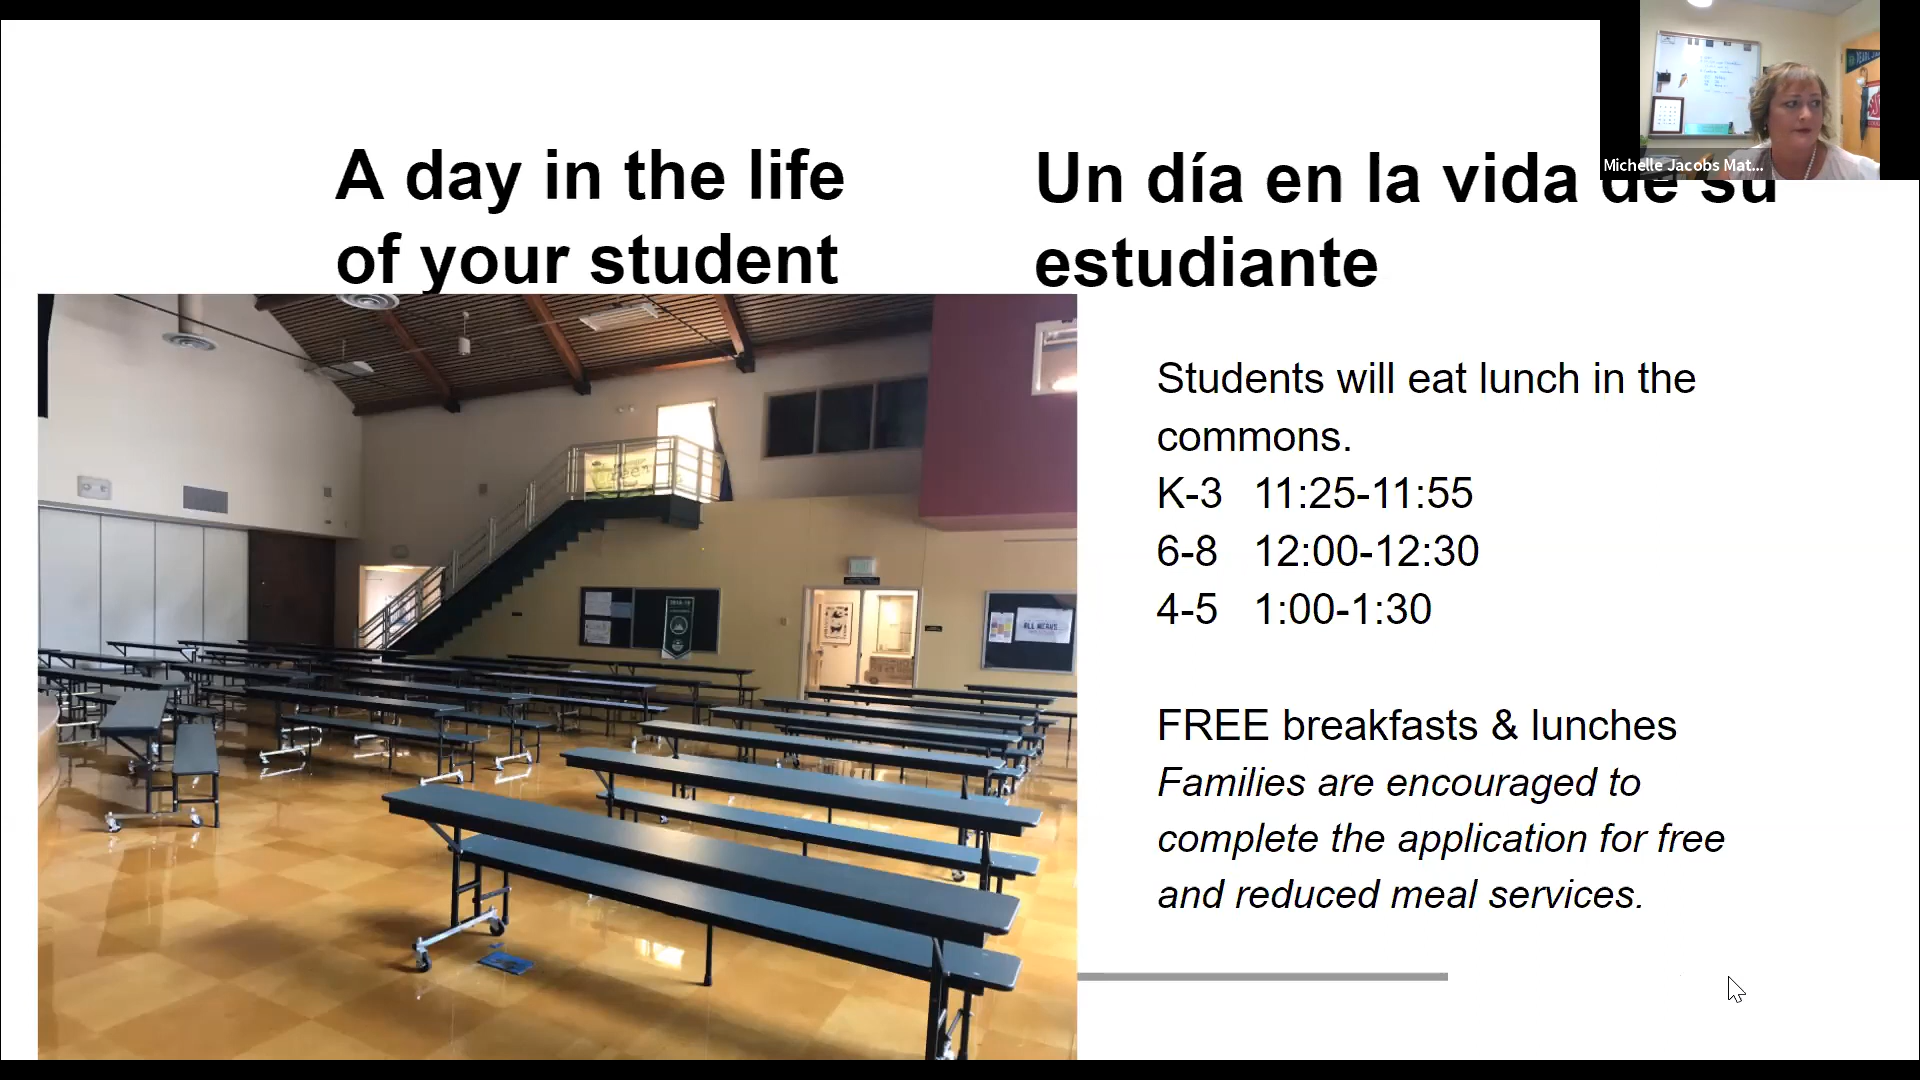 A day in the life
of your student
Un día en la vida de su
estudiante
Michelle Jacobs Mat...
Students will eat lunch in the
commons.
K-3 11:25-11:55
6-8 12:00-12:30
4-5 1:00-1:30
FREE breakfasts & lunches
Families are encouraged to
complete the application for free
and reduced meal services.
ALL MEANS